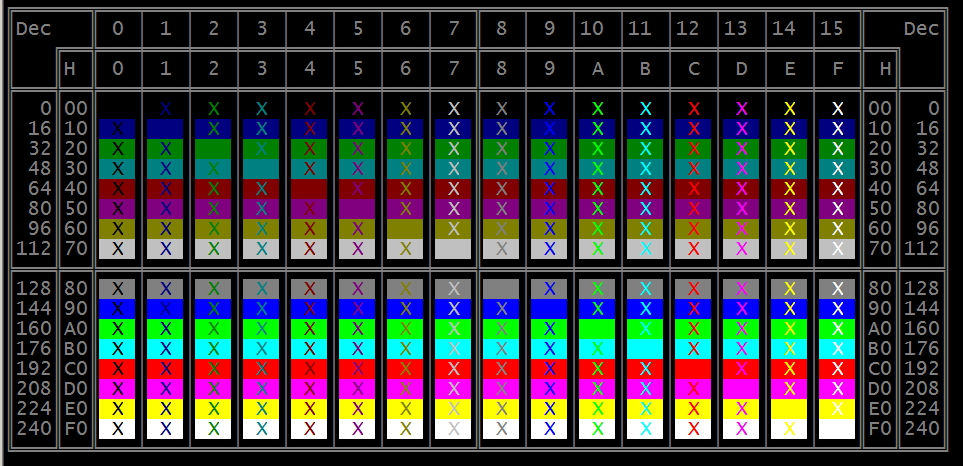 Dec 0 1 2 3 4 5 6 7 8 9 10 11 12 13 14 15 Dec
H 0 1 2 3 4 5 6 7 8 9 A B C D E F H
0 00 X X X X X X X X X X X X X X X 00 0
16 10 X X X X X X X X X X X X X X X 10 16
32 20 X X X X X X X X X X X X X X X 20 32
48 30 X X X X X X X X X X X X X X X 30 48
64 40 X X X X X X X X X X X X X X X 40 64
80 50 X X X X X X X X X X X X X X X 50 80
96 60 X X X X X X X X X X X X X X X 60 96
112 70 X X X X X X X X X X X X X X X 70 112
128 80 X X X X X X X X X X X X X X X 80 128
144 90 X X X X X X X X X X X X X X X 90 144
160 A0 X X X X X X X X X X X X X X X A0 160
176 B0 X X X X X X X X X X X X X X X B0 176
192 C0 X X X X X X X X X X X X X X X C0 192
208 D0 X X X X X X X X X X X X X X X D0 208
224 E0 X X X X X X X X X X X X X X X E0 224
240 F0 X X X X X X X X X X X X X X X F0 240